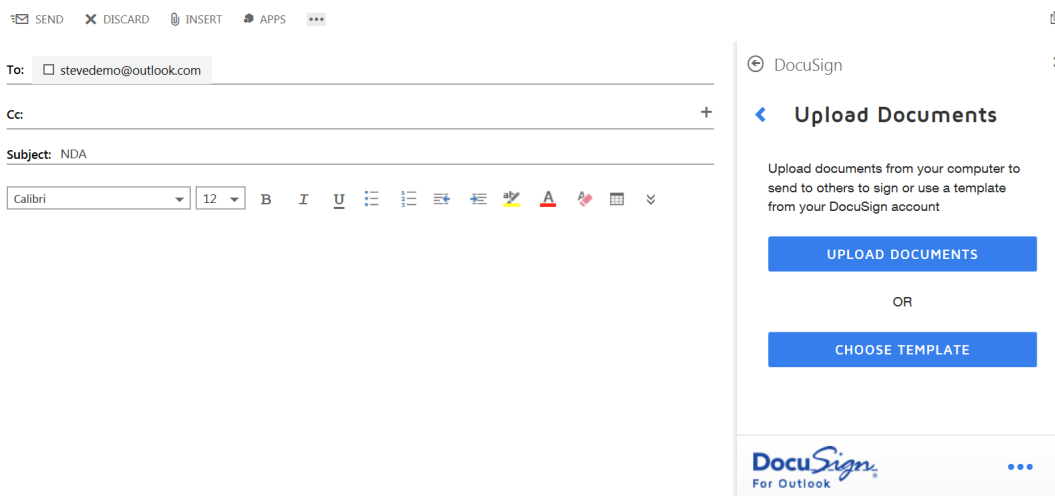 SEND DISCARD INSERT APPS
To: stevedemo@outlook.com
Cc:
Subject: NDA
Calibri 12 B I U aby A
DocuSign
Upload Documents
Upload documents from your computer to
send to others to sign or use a template
from your DocuSign account
UPLOAD DOCUMENTS
OR
CHOOSE TEMPLATE
DocuSign
For Outlook